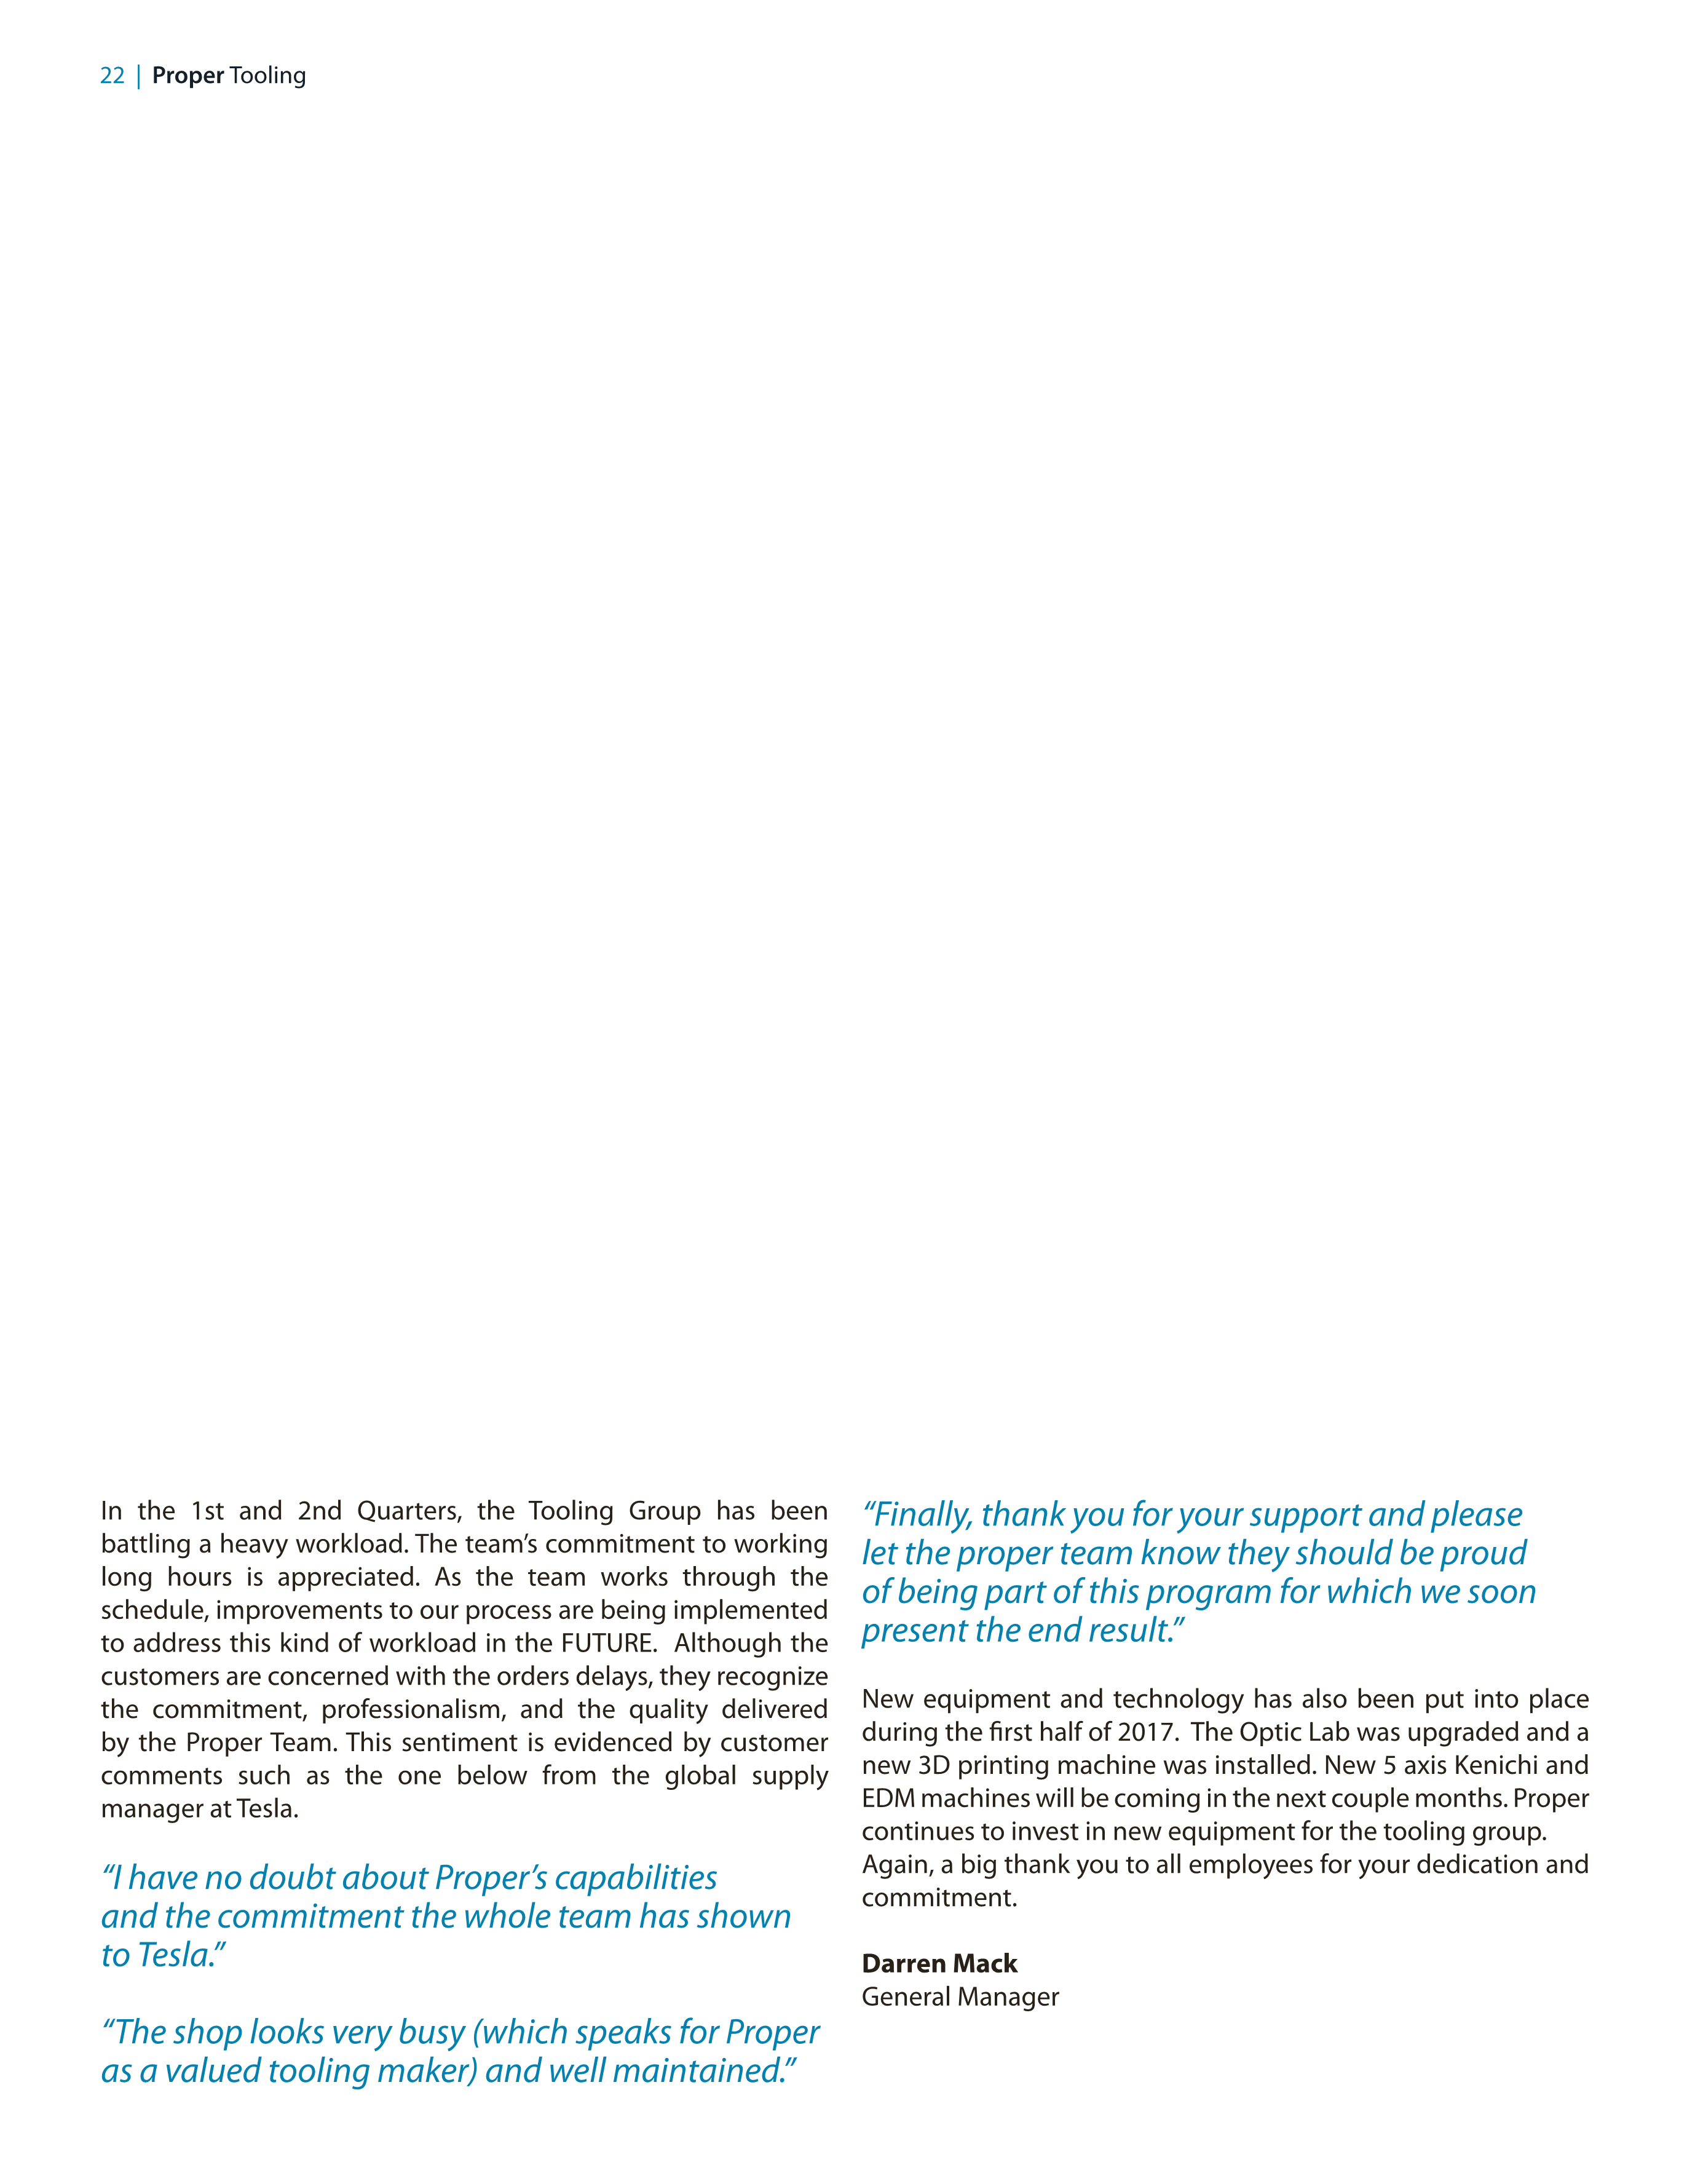 22 | Proper Tooling
In the 1st and 2nd Quarters, the Tooling Group has been
battling a heavy workload. The team’s commitment to working
long hours is appreciated. As the team works through the
schedule, improvements to our process are being implemented
to address this kind of workload in the FUTURE.  Although the
customers are concerned with the orders delays, they recognize
the commitment, professionalism, and the quality delivered
by the Proper Team. This sentiment is evidenced by customer
comments such as the one below from the global supply
manager at Tesla.
“I have no doubt about Proper’s capabilities
and the commitment the whole team has shown
to Tesla.”
“The shop looks very busy (which speaks for Proper
as a valued tooling maker) and well maintained.”
“Finally, thank you for your support and please
let the proper team know they should be proud
of being part of this program for which we soon
present the end result.”
New equipment and technology has also been put into place
during the first half of 2017.  The Optic Lab was upgraded and a
new 3D printing machine was installed. New 5 axis Kenichi and
EDM machines will be coming in the next couple months. Proper
continues to invest in new equipment for the tooling group.
Again, a big thank you to all employees for your dedication and
commitment.
Darren Mack
General Manager